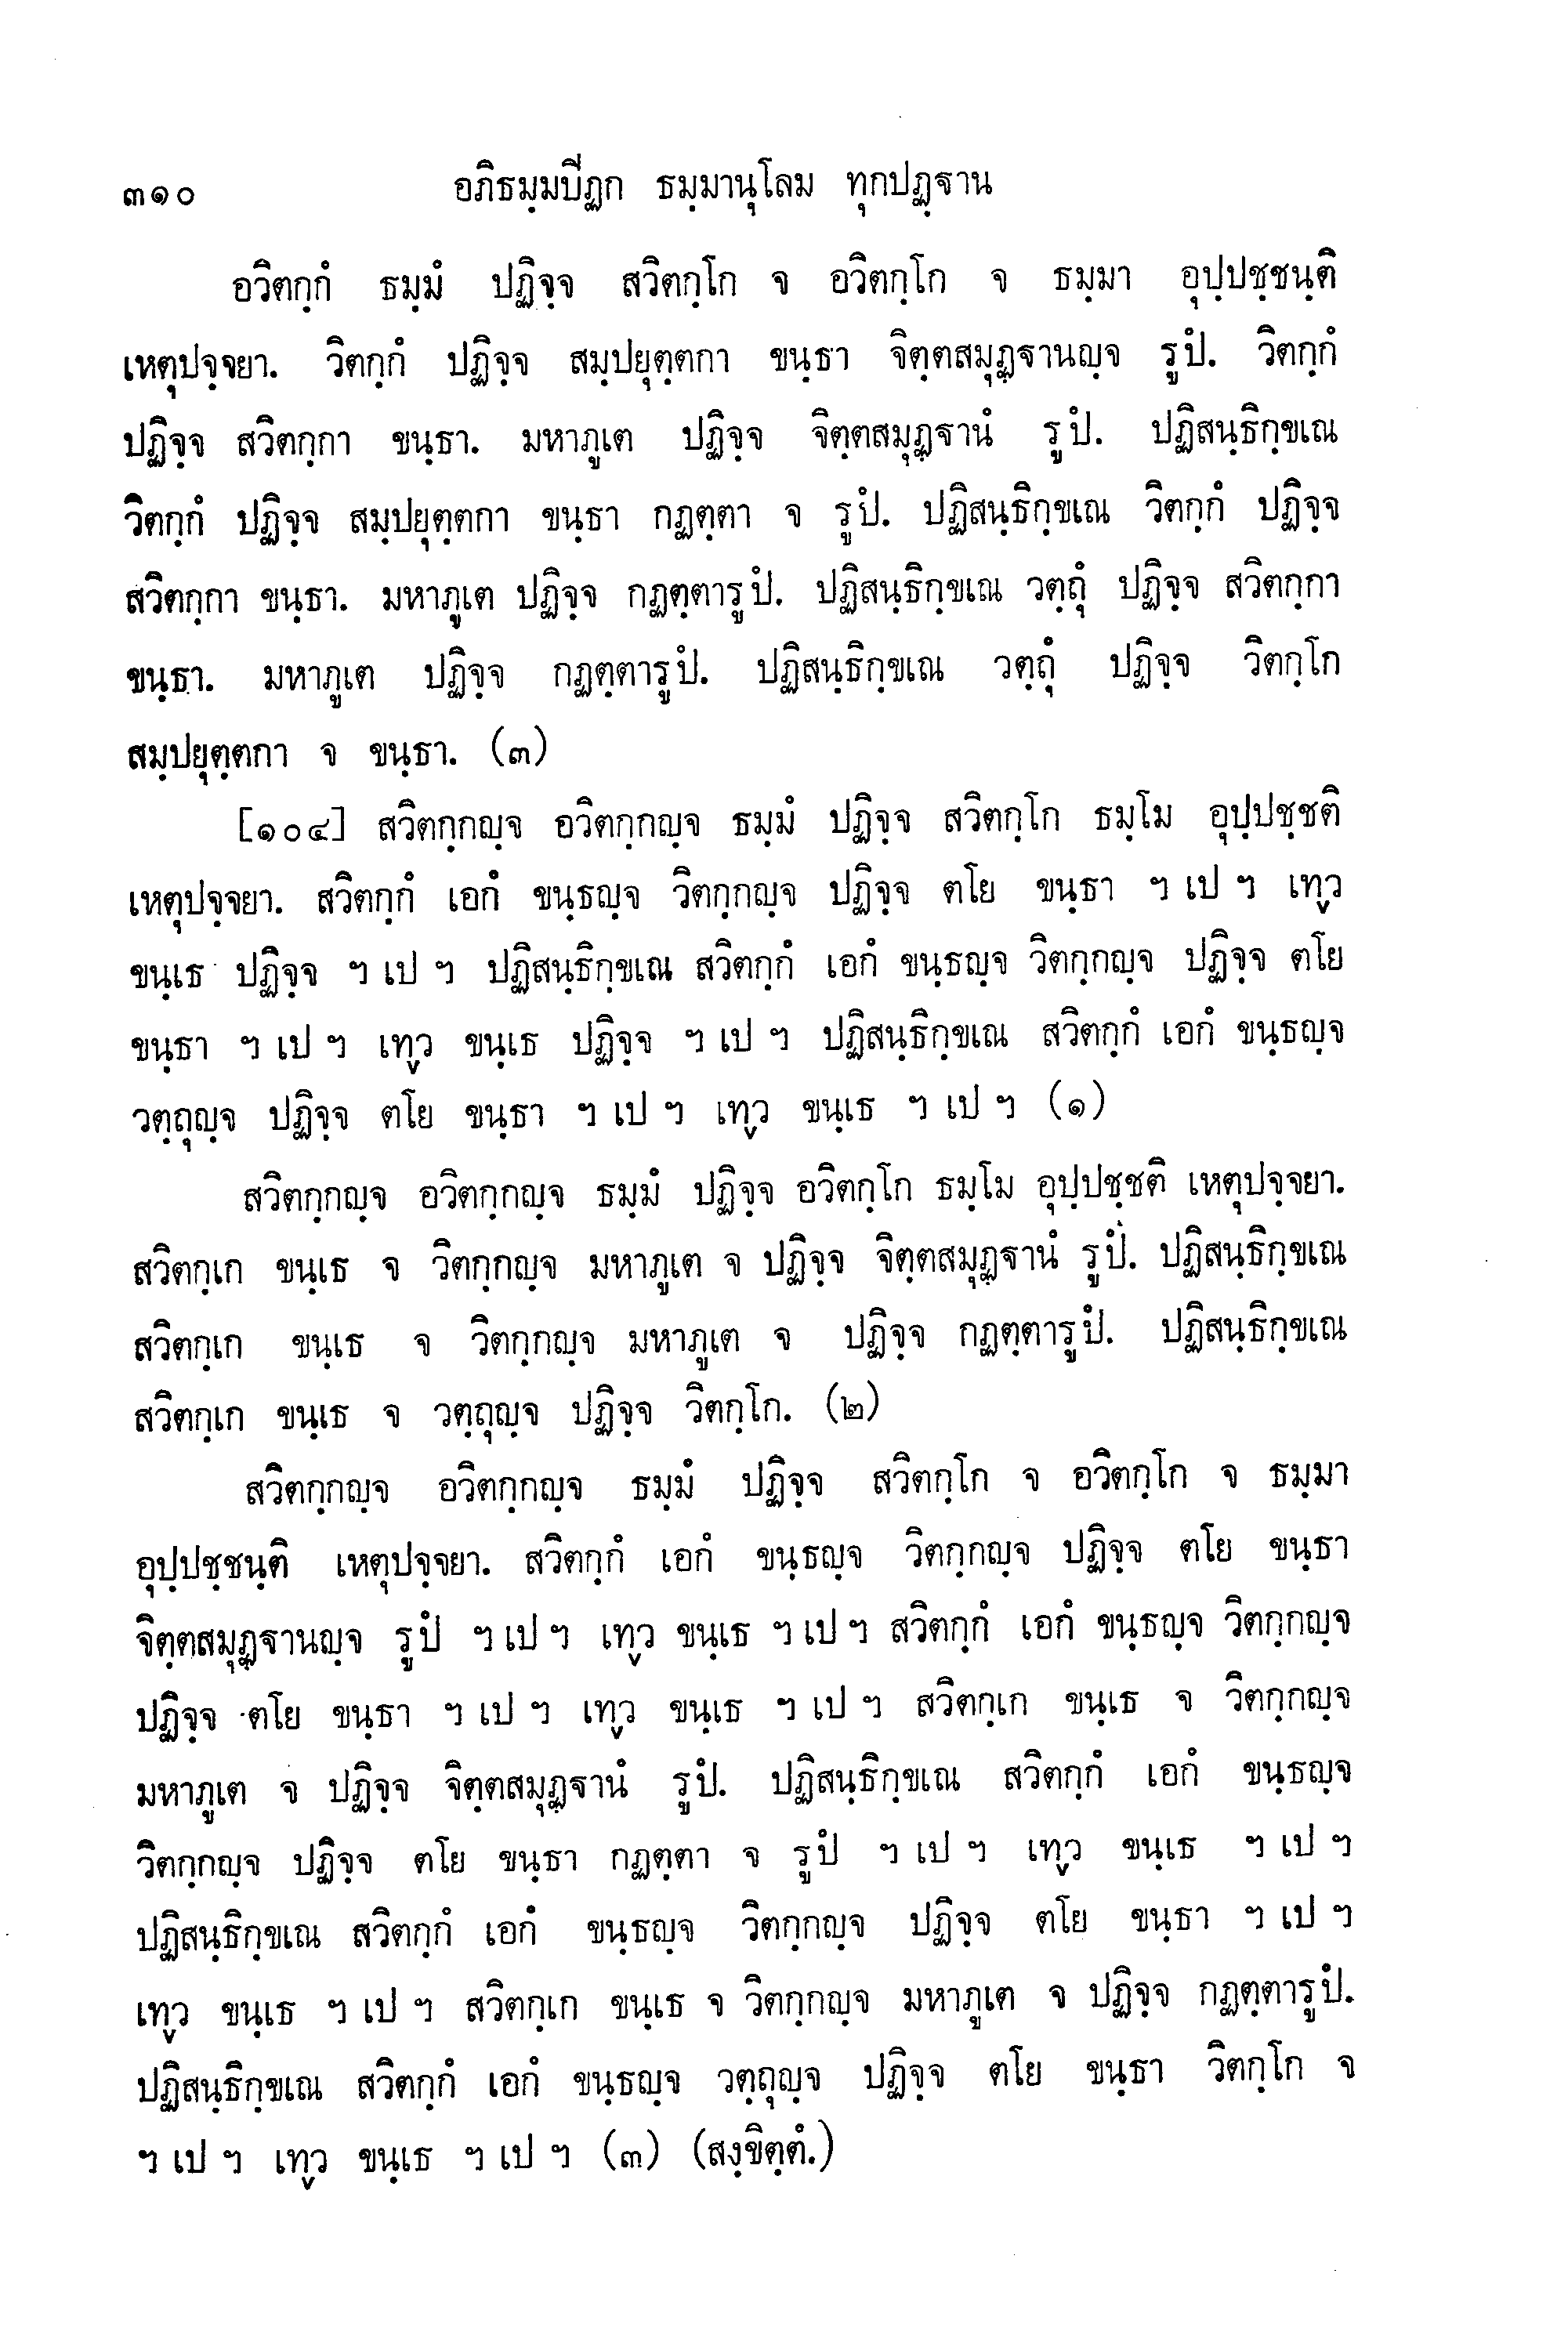 ๓๑๐ อภิธมฺมปีฏก ธมฺมานุโลม ทุกปฏฺฐาน
อวิตกฺกํ ธมฺมํ ปฏิจฺจ สวิตกฺโก จ อวิตกฺโก จ ธมฺมา อุปฺปชฺชนฺติ
เหตุปจฺจยา. วิตกฺกํ ปฏิจฺจ สมฺปยุตฺตกา ขนฺธา จิตฺตสมุฏฺฐานญฺจ รูปํ. วิตกฺกํ
ปฏิจฺจ สวิตกฺกา ขนฺธา. มหาภูเต ปฏิจฺจ จิตฺตสมุฏฺฐานํ รูปํ. ปฏิสนฺธิกฺขเณ
วิตกฺกํ ปฏิจฺจ สมฺปยุตฺตกา ขนฺธา กฏตฺตา จ รูปํ. ปฏิสนฺธิกฺขเณ วิตกฺกํ ปฏิจฺจ
สวิตกฺกา ขนฺธา. มหาภูเต ปฏิจฺจ กฏตฺตารูปํ. ปฏิสนฺธิกฺขเณ วตฺถุํ ปฏิจฺจ สวิตกฺกา
ขนฺธา. มหาภูเต ปฏิจฺจ กฏตฺตารูปํ. ปฏิสนฺธิกฺขเณ วตฺถุํ ปฏิจฺจ วิตกฺโก
สมฺปยุตฺตกา จ ขนฺธา. (๓)
[๑๐๔] สวิตกฺกญฺจ อวิตกฺกญฺจ ธมฺมํ ปฏิจฺจ สวิตกฺโก ธมฺโม อุปฺปชฺชติ
เหตุปจฺจยา. สวิตกฺกํ เอกํ ขนฺธญฺจ วิตกฺกญฺจ ปฏิจฺจ ตโย ขนฺธา ฯ เป ฯ เทฺว
ขนฺเธ ปฏิจฺจ ฯ เป ฯ ปฏิสนฺธิกฺขเณ สวิตกฺกํ เอกํ ขนฺธญฺจ วิตกฺกญฺจ ปฏิจฺจ ตโย
ขนฺธา ฯ เป ฯ เทฺว ขนฺเธ ปฏิจฺจ ฯ เป ฯ ปฏิสนฺธิกฺขเณ สวิตกฺกํ เอกํ ขนฺธญฺจ
วตฺถุญฺจ ปฏิจฺจ ตโย ขนฺธา ฯ เป ฯ เทฺว ขนฺเธ ฯ เป ฯ (๑)
สวิตกฺกญฺจ อวิตกฺกญฺจ ธมฺมํ ปฏิจฺจ อวิตกฺโก ธมฺโม อุปฺปชฺชติ เหตุปจฺจยา.
สวิตกฺเก ขนฺเธ จ วิตกฺกญฺจ มหาภูเต จ ปฏิจฺจ จิตฺตสมุฏฺฐานํ รูปํ. ปฏิสนฺธิกฺขเณ
สวิตกฺเก ขนฺเธ จ วิตกฺกญฺจ มหาภูเต จ ปฏิจฺจ กฏตฺตารูปํ. ปฏิสนฺธิกฺขเณ
สวิตกฺเก ขนฺเธ จ วตฺถุญฺจ ปฏิจฺจ วิตกฺโก. (๒)
สวิตกฺกญฺจ อวิตกฺกญฺจ ธมฺมํ ปฏิจฺจ สวิตกฺโก จ อวิตกฺโก จ ธมฺมา
อุปฺปชฺชนฺติ เหตุปจฺจยา. สวิตกฺกํ เอกํ ขนฺธญฺจ วิตกฺกญฺจ ปฏิจฺจ ตโย ขนฺธา
จิตฺตสมุฏฺฐานญฺจ รูปํ ฯ เป ฯ เทฺว ขนฺเธ ฯ เป ฯ สวิตกฺกํ เอกํ ขนฺธญฺจ วิตกฺกญฺจ
ปฏิจฺจ ตโย ขนฺธา ฯ เป ฯ เทฺว ขนฺเธ ฯ เป ฯ สวิตกฺเก ขนฺเธ จ วิตกฺกญฺจ
มหาภูเต จ ปฏิจฺจ จิตฺตสมุฏฺฐานํ รูปํ. ปฏิสนฺธิกฺขเณ สวิตกฺกํ เอกํ ขนฺธญฺจ
วิตกฺกญฺจ ปฏิจฺจ ตโย ขนฺธา กฏตฺตา จ รูปํ ฯ เป ฯ เทฺว ขนฺเธ ฯ เป ฯ
ปฏิสนฺธิกฺขเณ สวิตกฺกํ เอกํ ขนฺธญฺจ วิตกฺกญฺจ ปฏิจฺจ ตโย ขนฺธา ฯ เป ฯ
เทฺว ขนฺเธ ฯ เป ฯ สวิตกฺเก ขนฺเธ จ วิตกฺกญฺจ มหาภูเต จ ปฏิจฺจ กฏตฺตารูปํ.
ปฏิสนฺธิกฺขเณ สวิตกฺกํ เอกํ ขนฺธญฺจ วตฺถุญฺจ ปฏิจฺจ ตโย ขนฺธา วิตกฺโก จ
ฯ เป ฯ เทฺว ขนฺเธ ฯ เป ฯ (๓) (สงฺขิตฺตํ.)